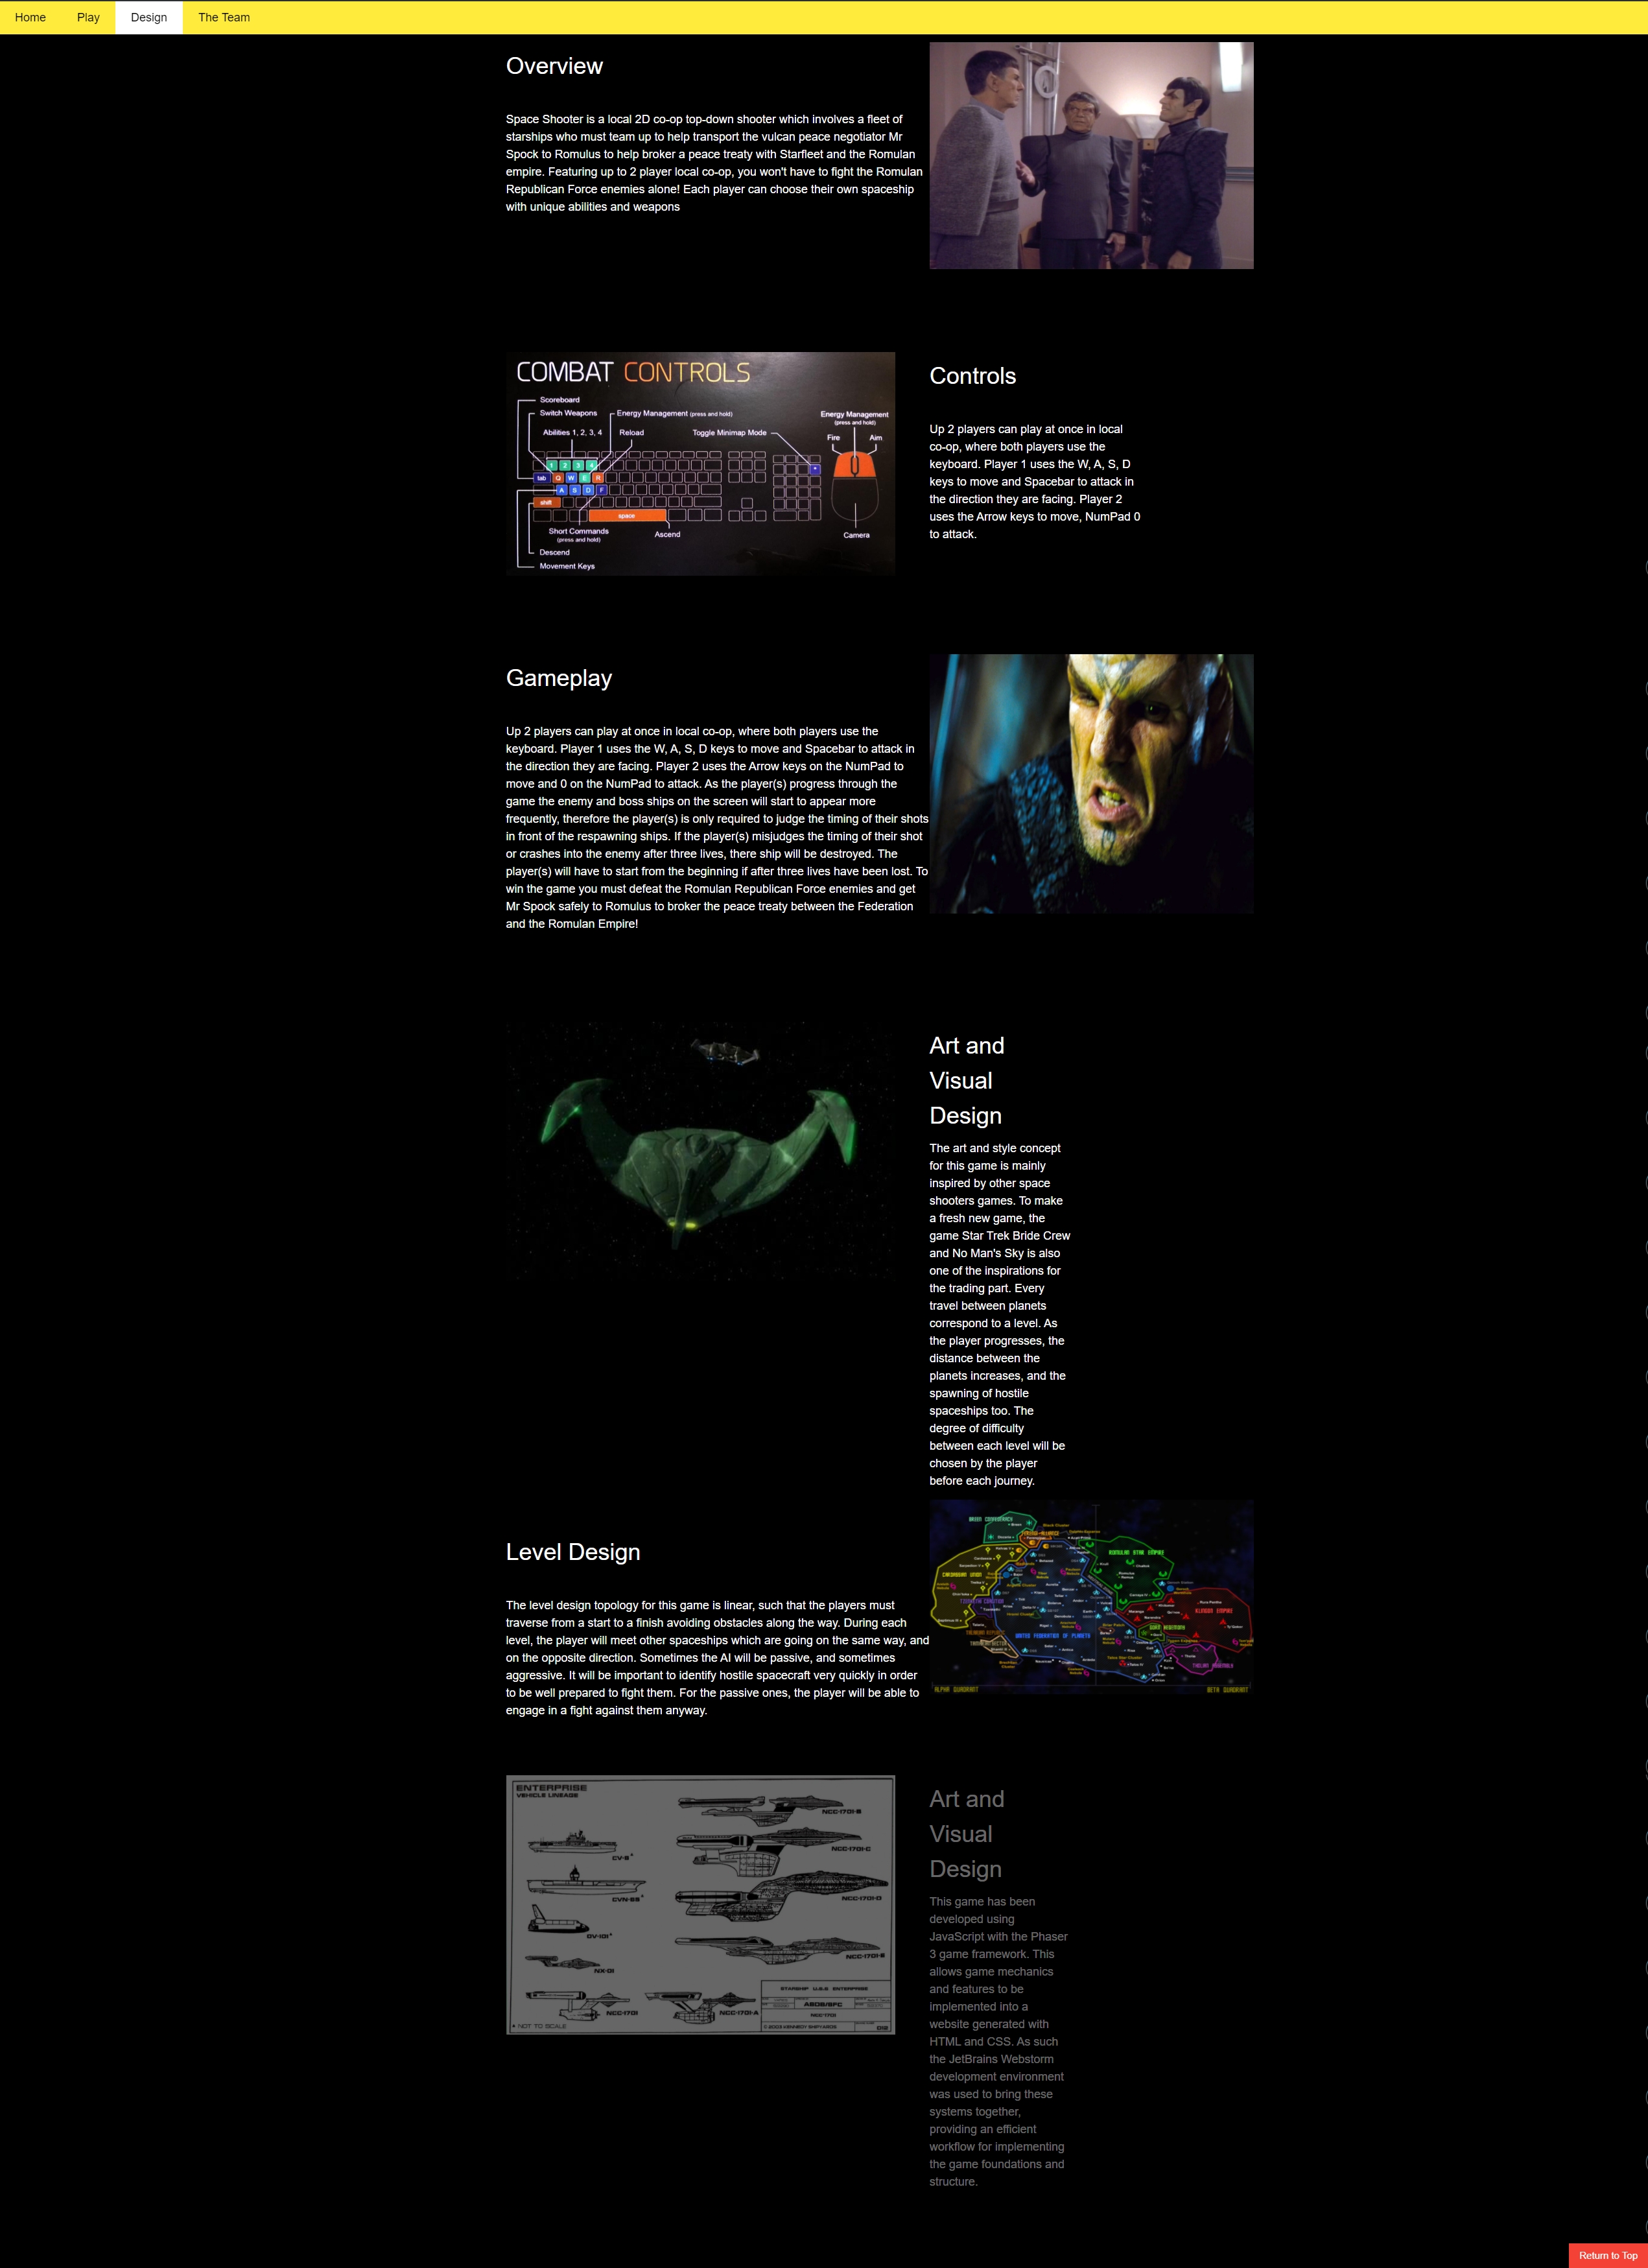 Home Play Design The Team
Overview
Space Shooter is a local 2D co-op top-down shooter which involves a fleet of
starships who must team up to help transport the vulcan peace negotiator Mr
Spock to Romulus to help broker a peace treaty with Starfleet and the Romulan
empire. Featuring up to 2 player local co-op, you won't have to fight the Romulan
Republican Force enemies alone! Each player can choose their own spaceship
with unique abilities and weapons
COMBAT CONTROLS
Scoreboard
Switch Weapons
Energy Management (press and hold)
Abilities 1, 2, 3, 4
Reload
Toggle Minimap Mode
Energy Management
(press and hold)
Fire Aim
1 2 3 4
tab Q W E R
A S D F
shift
space
Short Commands
(press and hold)
Ascend
Camera
Descend
Movement Keys
Controls
Up 2 players can play at once in local
co-op, where both players use the
keyboard. Player 1 uses the W, A, S, D
keys to move and Spacebar to attack in
the direction they are facing. Player 2
uses the Arrow keys to move, NumPad 0
to attack.
Gameplay
Up 2 players can play at once in local co-op, where both players use the
keyboard. Player 1 uses the W, A, S, D keys to move and Spacebar to attack in
the direction they are facing. Player 2 uses the Arrow keys on the NumPad to
move and 0 on the NumPad to attack. As the player(s) progress through the
game the enemy and boss ships on the screen will start to appear more
frequently, therefore the player(s) is only required to judge the timing of their shots
in front of the respawning ships. If the player(s) misjudges the timing of their shot
or crashes into the enemy after three lives, there ship will be destroyed. The
player(s) will have to start from the beginning if after three lives have been lost. To
win the game you must defeat the Romulan Republican Force enemies and get
Mr Spock safely to Romulus to broker the peace treaty between the Federation
and the Romulan Empire!
Art and
Visual
Design
The art and style concept
for this game is mainly
inspired by other space
shooters games. To make
a fresh new game, the
game Star Trek Bride Crew
and No Man's Sky is also
one of the inspirations for
the trading part. Every
travel between planets
correspond to a level. As
the player progresses, the
distance between the
planets increases, and the
spawning of hostile
spaceships too. The
degree of difficulty
between each level will be
chosen by the player
before each journey.
Level Design
The level design topology for this game is linear, such that the players must
traverse from a start to a finish avoiding obstacles along the way. During each
level, the player will meet other spaceships which are going on the same way, and
on the opposite direction. Sometimes the AI will be passive, and sometimes
aggressive. It will be important to identify hostile spacecraft very quickly in order
to be well prepared to fight them. For the passive ones, the player will be able to
engage in a fight against them anyway.
BREEN CONFEDERACY
ROMULAN STAR EMPIRE
CARDASSIAN UNION
KLINGON EMPIRE
UNITED FEDERATION OF PLANETS
ALPHA QUADRANT
BETA QUADRANT
ENTERPRISE
VEHICLE LINEAGE
NCC-1701-B
NCC-1701-C
CV-6*
NCC-1701-D
CVN-65*
OV-101*
NCC-1701-E
NX-01
STARSHIP U.S.S. ENTERPRISE
NCC-1701
NCC-1701-A
NOT TO SCALE
Art and
Visual
Design
This game has been
developed using
JavaScript with the Phaser
3 game framework. This
allows game mechanics
and features to be
implemented into a
website generated with
HTML and CSS. As such
the JetBrains Webstorm
development environment
was used to bring these
systems together,
providing an efficient
workflow for implementing
the game foundations and
structure.
Return to Top